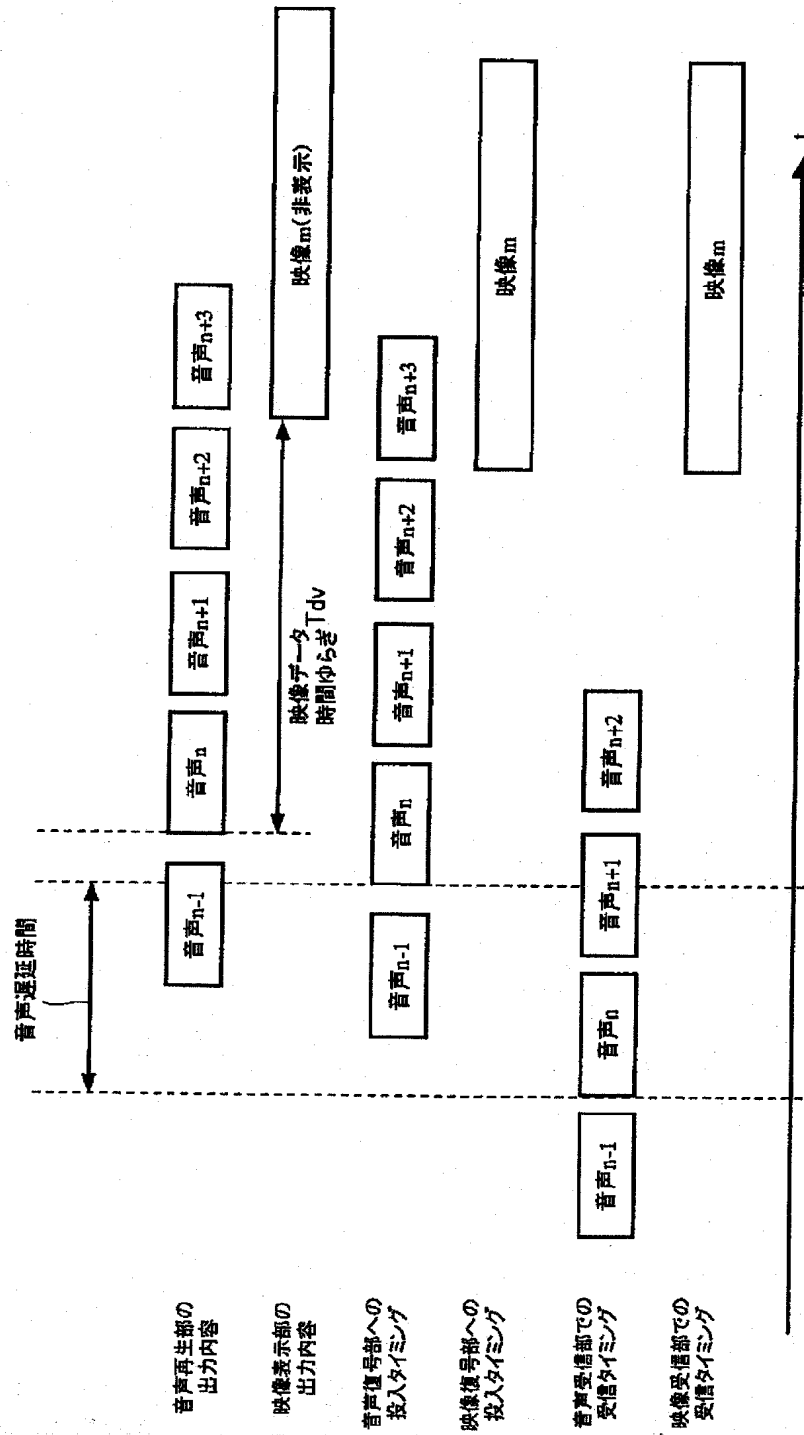 音声遅延時間
音声再生部の
出力内容
音声n-1
音声n
音声n+1
音声n+2
音声n+3
映像表示部の
出力内容
映像データ
時間ゆらぎTdv
映像m(非表示)
音声復号部への
投入タイミング
音声n-1
音声n
音声n+1
音声n+2
音声n+3
映像復号部への
投入タイミング
映像m
音声受信部での
受信タイミング
音声n-1
音声n
音声n+1
音声n+2
映像受信部での
受信タイミング
映像m
t